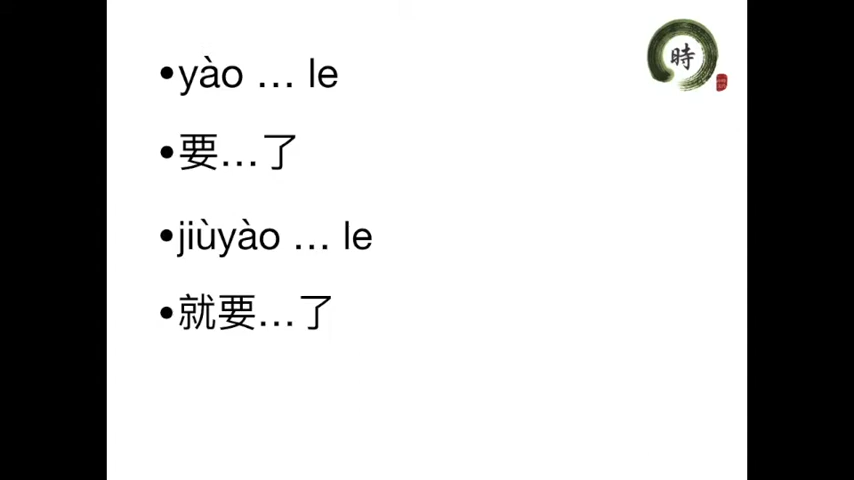 •yào … le
•要…了
•jiùyào … le
•就要…了
時